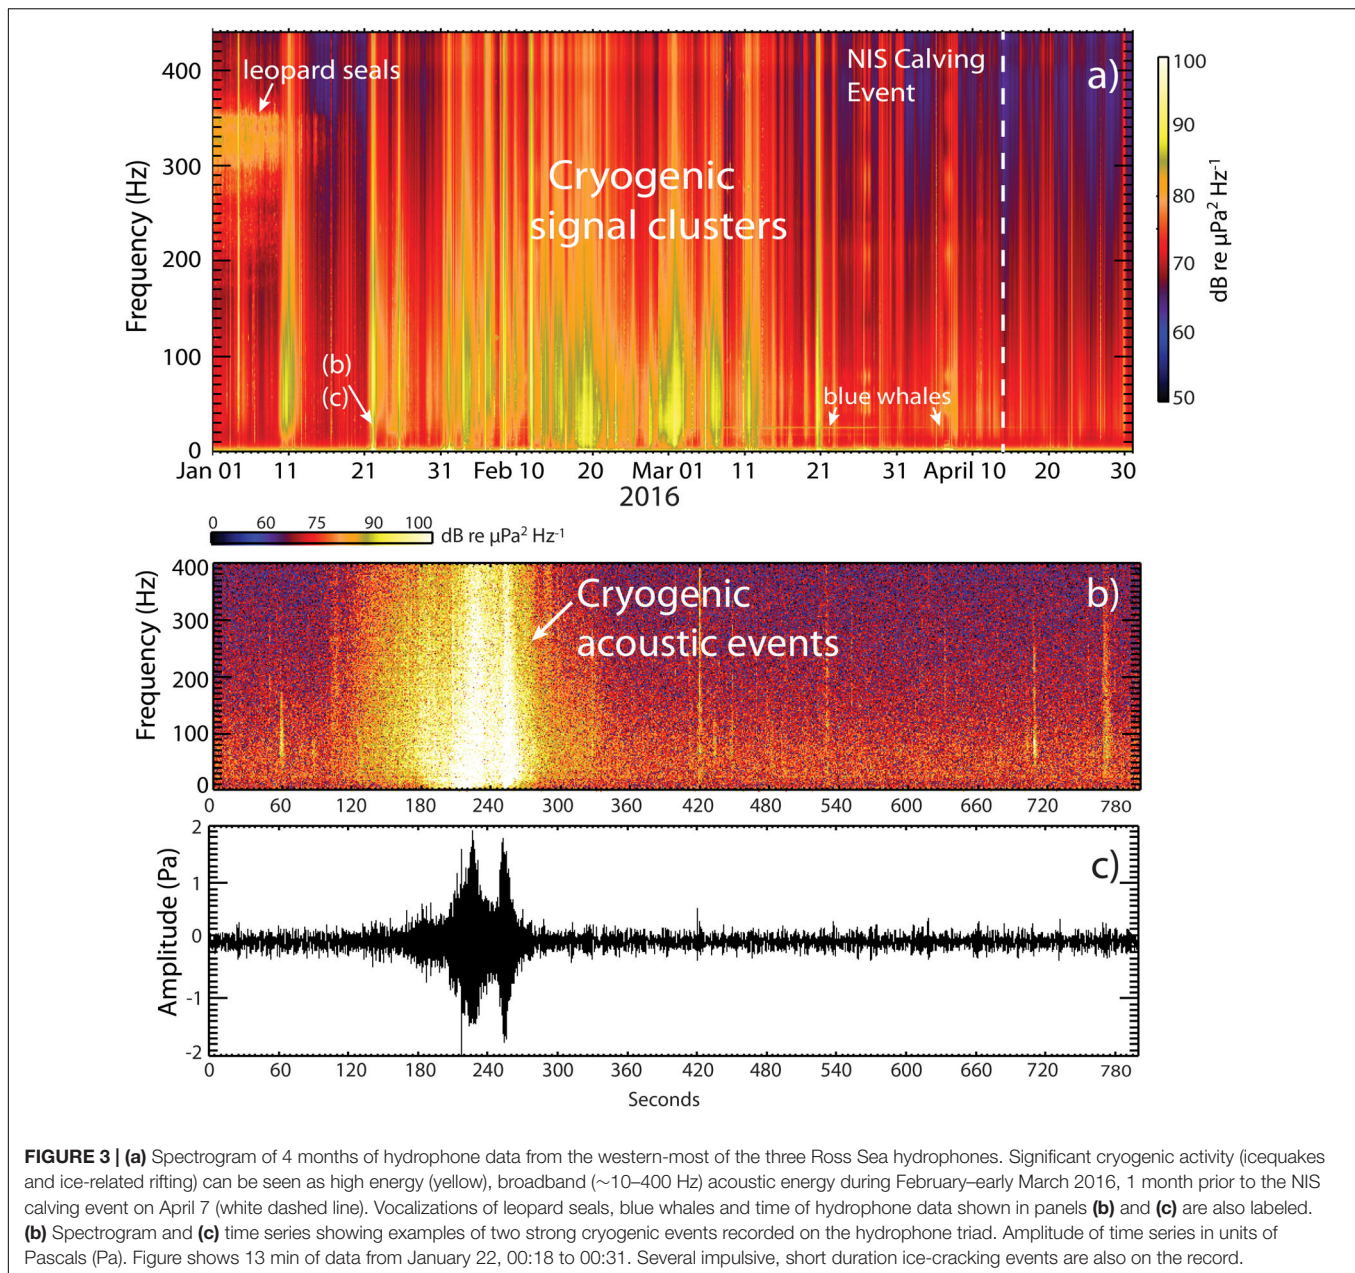 400
300
200
100
0
Frequency (Hz)
leopard seals
NIS Calving
Event
a)
Cryogenic
signal clusters
(b)
(c)
blue whales
100
90
80
70
60
50
dB re µPa² Hz⁻¹
Jan 01 11 21 31 Feb 10 20 Mar 01 11 21 31 April 10 20 30
2016
0 60 75 90 100
dB re µPa² Hz⁻¹
400
300
200
100
0
Frequency (Hz)
Cryogenic
acoustic events
b)
0 60 120 180 240 300 360 420 480 540 600 660 720 780
2
1
0
-1
-2
Amplitude (Pa)
c)
0 60 120 180 240 300 360 420 480 540 600 660 720 780
Seconds
FIGURE 3 | (a) Spectrogram of 4 months of hydrophone data from the western-most of the three Ross Sea hydrophones. Significant cryogenic activity (icequakes
and ice-related rifting) can be seen as high energy (yellow), broadband (∼10–400 Hz) acoustic energy during February–early March 2016, 1 month prior to the NIS
calving event on April 7 (white dashed line). Vocalizations of leopard seals, blue whales and time of hydrophone data shown in panels (b) and (c) are also labeled.
(b) Spectrogram and (c) time series showing examples of two strong cryogenic events recorded on the hydrophone triad. Amplitude of time series in units of
Pascals (Pa). Figure shows 13 min of data from January 22, 00:18 to 00:31. Several impulsive, short duration ice-cracking events are also on the record.